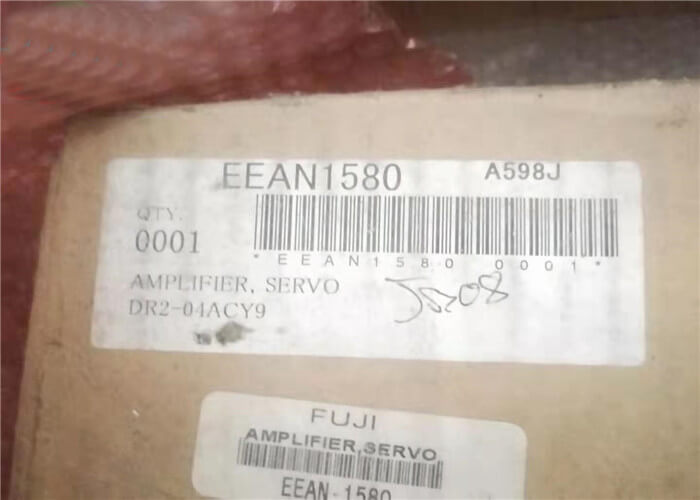 EEAN1580 A598J
QTY.
0001
*EEAN1580 0001*
AMPLIFIER, SERVO
DR2-04ACY9
FUJI
AMPLIFIER,SERVO
EEAN-1580